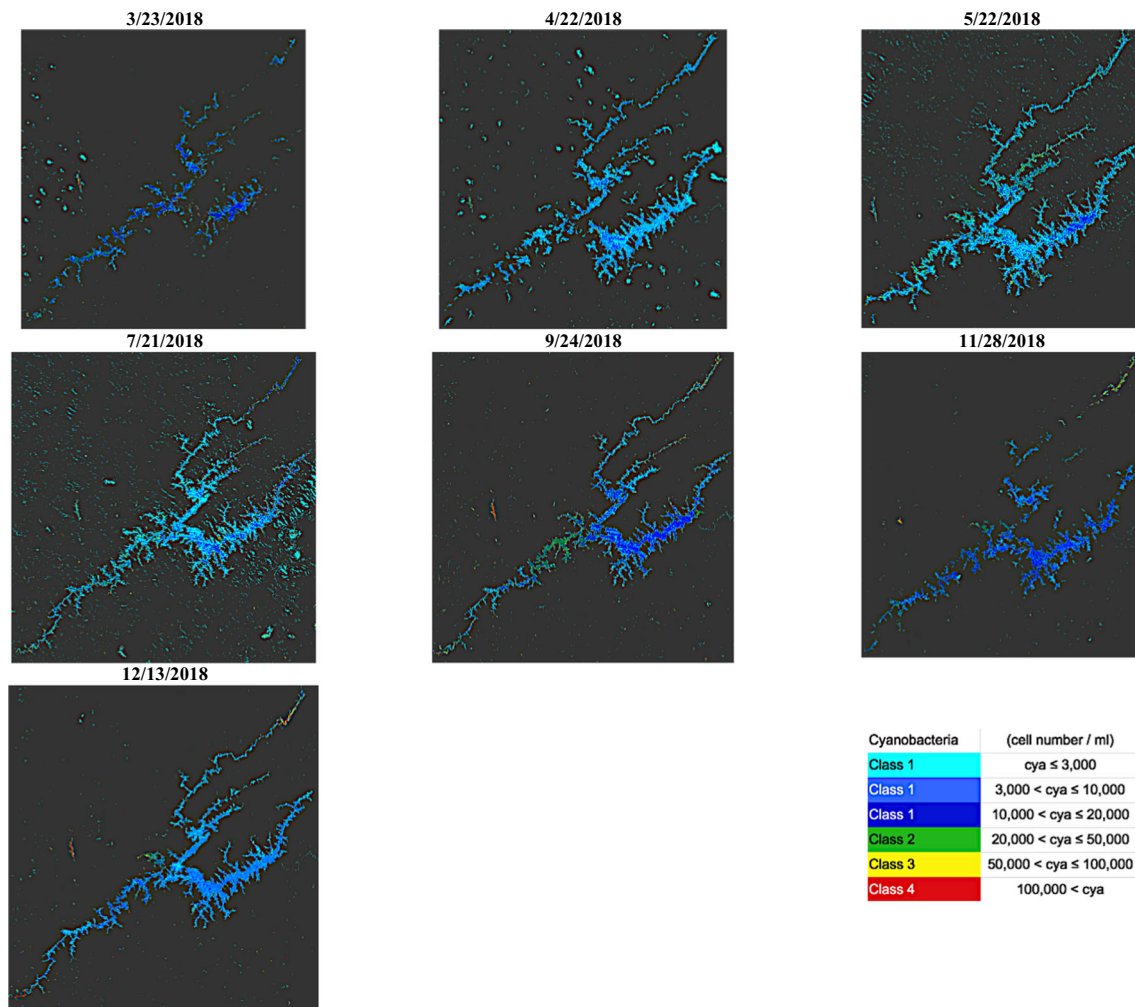 3/23/2018 4/22/2018 5/22/2018
7/21/2018 9/24/2018 11/28/2018
12/13/2018
Cyanobacteria (cell number / ml)
Class 1 cya ≤ 3,000
Class 1 3,000 < cya ≤ 10,000
Class 1 10,000 < cya ≤ 20,000
Class 2 20,000 < cya ≤ 50,000
Class 3 50,000 < cya ≤ 100,000
Class 4 100,000 < cya